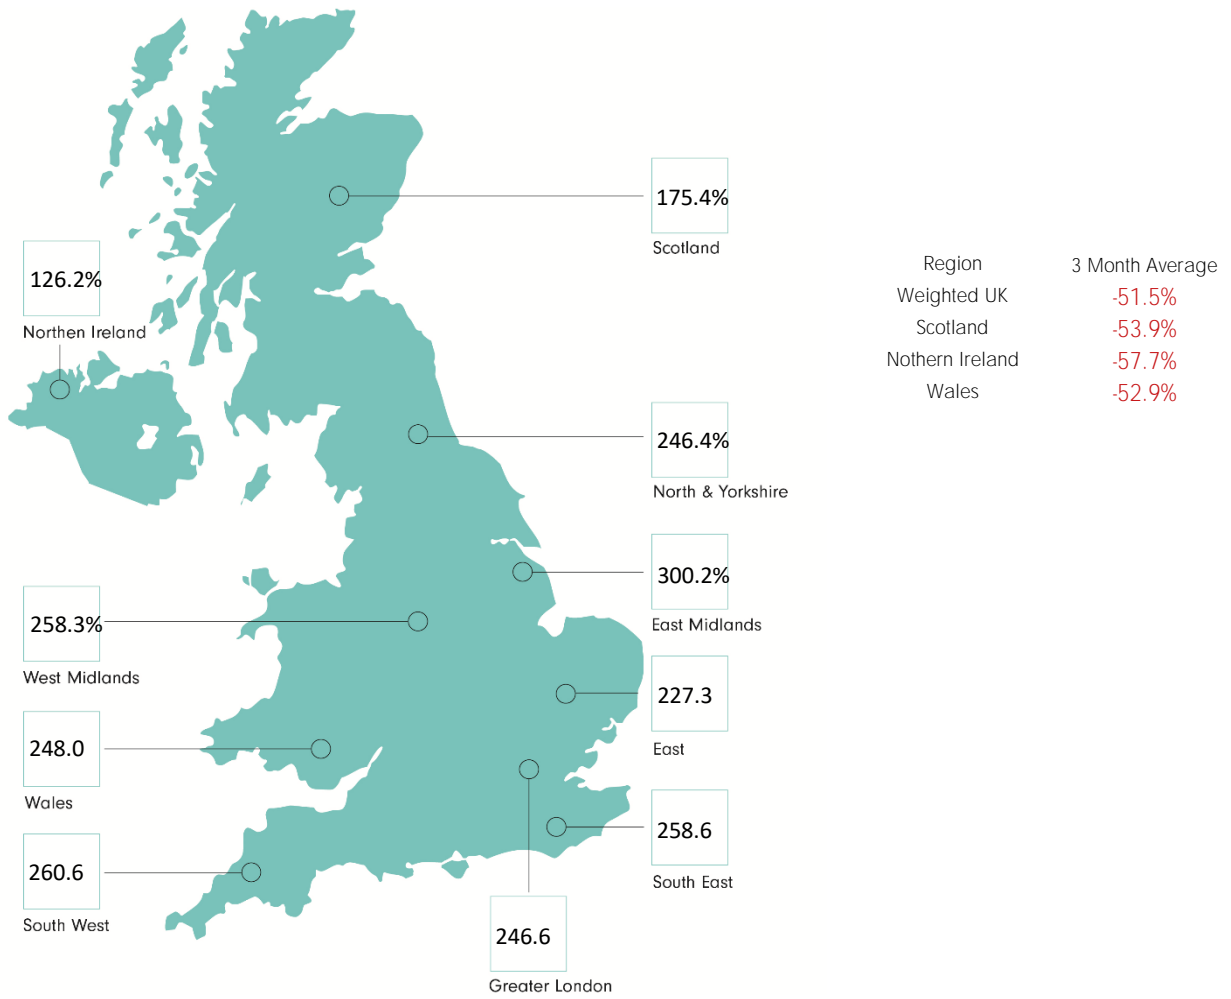 175.4%
Scotland
126.2%
Northen Ireland
246.4%
North & Yorkshire
300.2%
East Midlands
258.3%
West Midlands
227.3
East
248.0
Wales
258.6
South East
260.6
South West
246.6
Greater London
Region 3 Month Average
Weighted UK -51.5%
Scotland -53.9%
Nothern Ireland -57.7%
Wales -52.9%